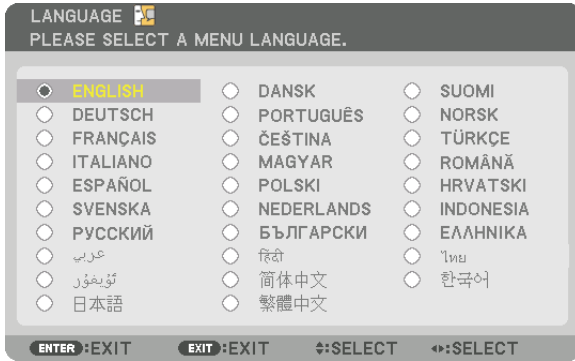 LANGUAGE
PLEASE SELECT A MENU LANGUAGE.
ENGLISH DANSK SUOMI
DEUTSCH PORTUGUÊS NORSK
FRANÇAIS ČEŠTINA TÜRKÇE
ITALIANO MAGYAR ROMÂNĂ
ESPAÑOL POLSKI HRVATSKI
SVENSKA NEDERLANDS INDONESIA
РУССКИЙ БЪЛГАРСКИ ΕΛΛΗΝΙΚΑ
عربي हिंदी ไทย
ئۇيغۇر 简体中文 한국어
日本語 繁體中文
ENTER :EXIT EXIT :EXIT :SELECT :SELECT